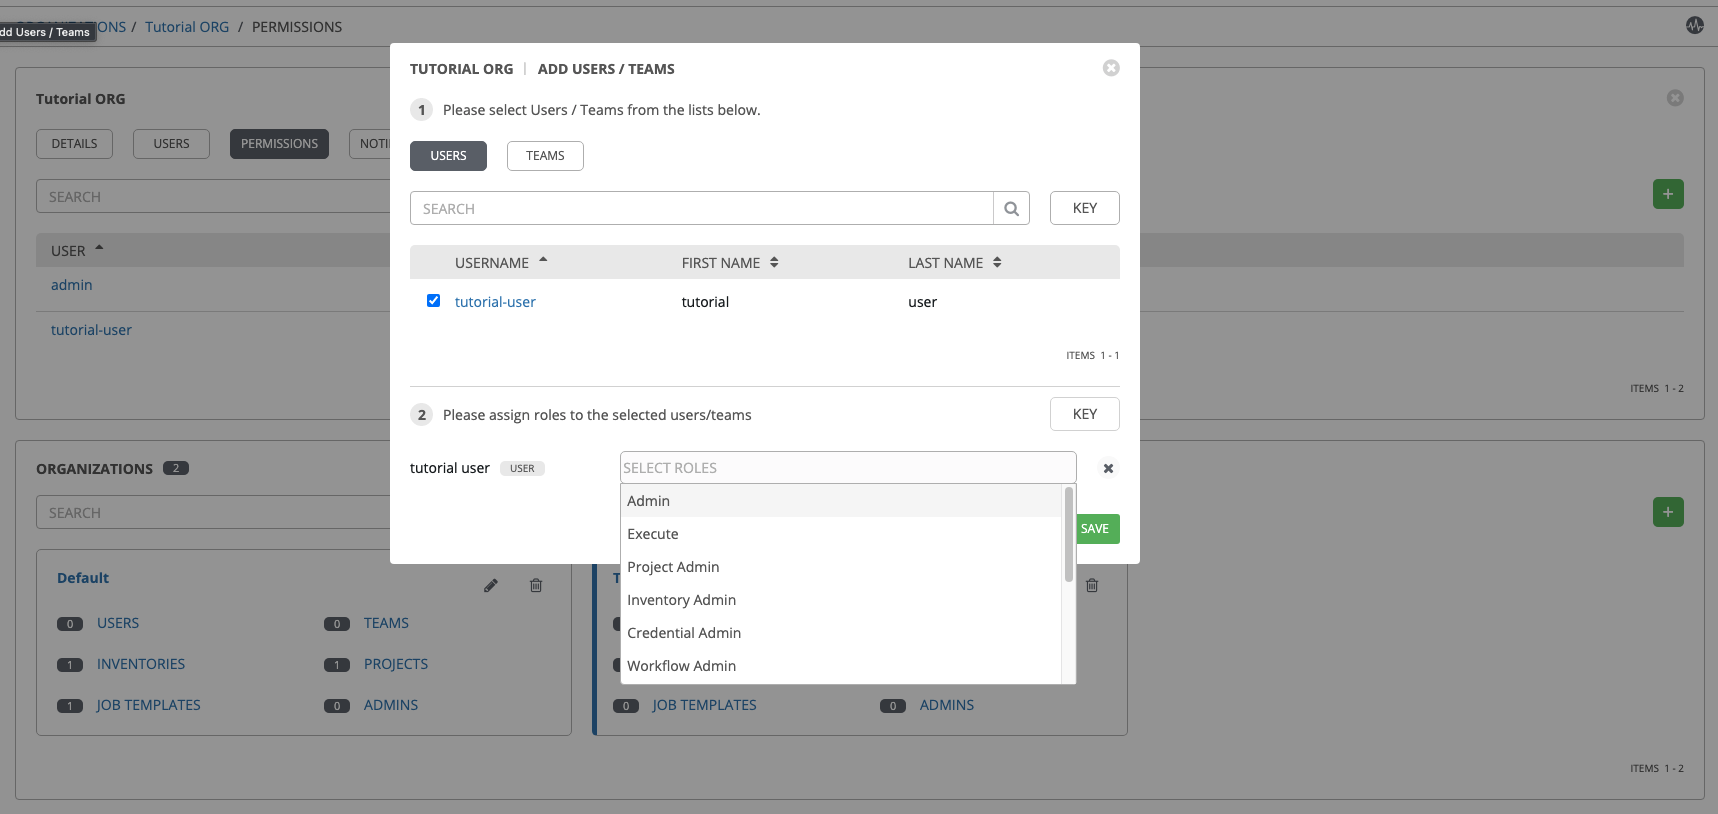 ORGANIZATIONS / Tutorial ORG / PERMISSIONS
dd Users / Teams
TUTORIAL ORG | ADD USERS / TEAMS
1 Please select Users / Teams from the lists below.
USERS TEAMS
SEARCH KEY
USERNAME FIRST NAME LAST NAME
tutorial-user tutorial user
ITEMS 1 - 1
2 Please assign roles to the selected users/teams KEY
tutorial user USER SELECT ROLES
Admin
Execute
Project Admin
Inventory Admin
Credential Admin
Workflow Admin
SAVE
Tutorial ORG
DETAILS USERS PERMISSIONS NOTI
SEARCH
+
USER
admin
tutorial-user
ITEMS 1 - 2
ORGANIZATIONS 2
SEARCH
+
Default
0 USERS 0 TEAMS
1 INVENTORIES 1 PROJECTS
1 JOB TEMPLATES 0 ADMINS
T
0 JOB TEMPLATES 0 ADMINS
ITEMS 1 - 2